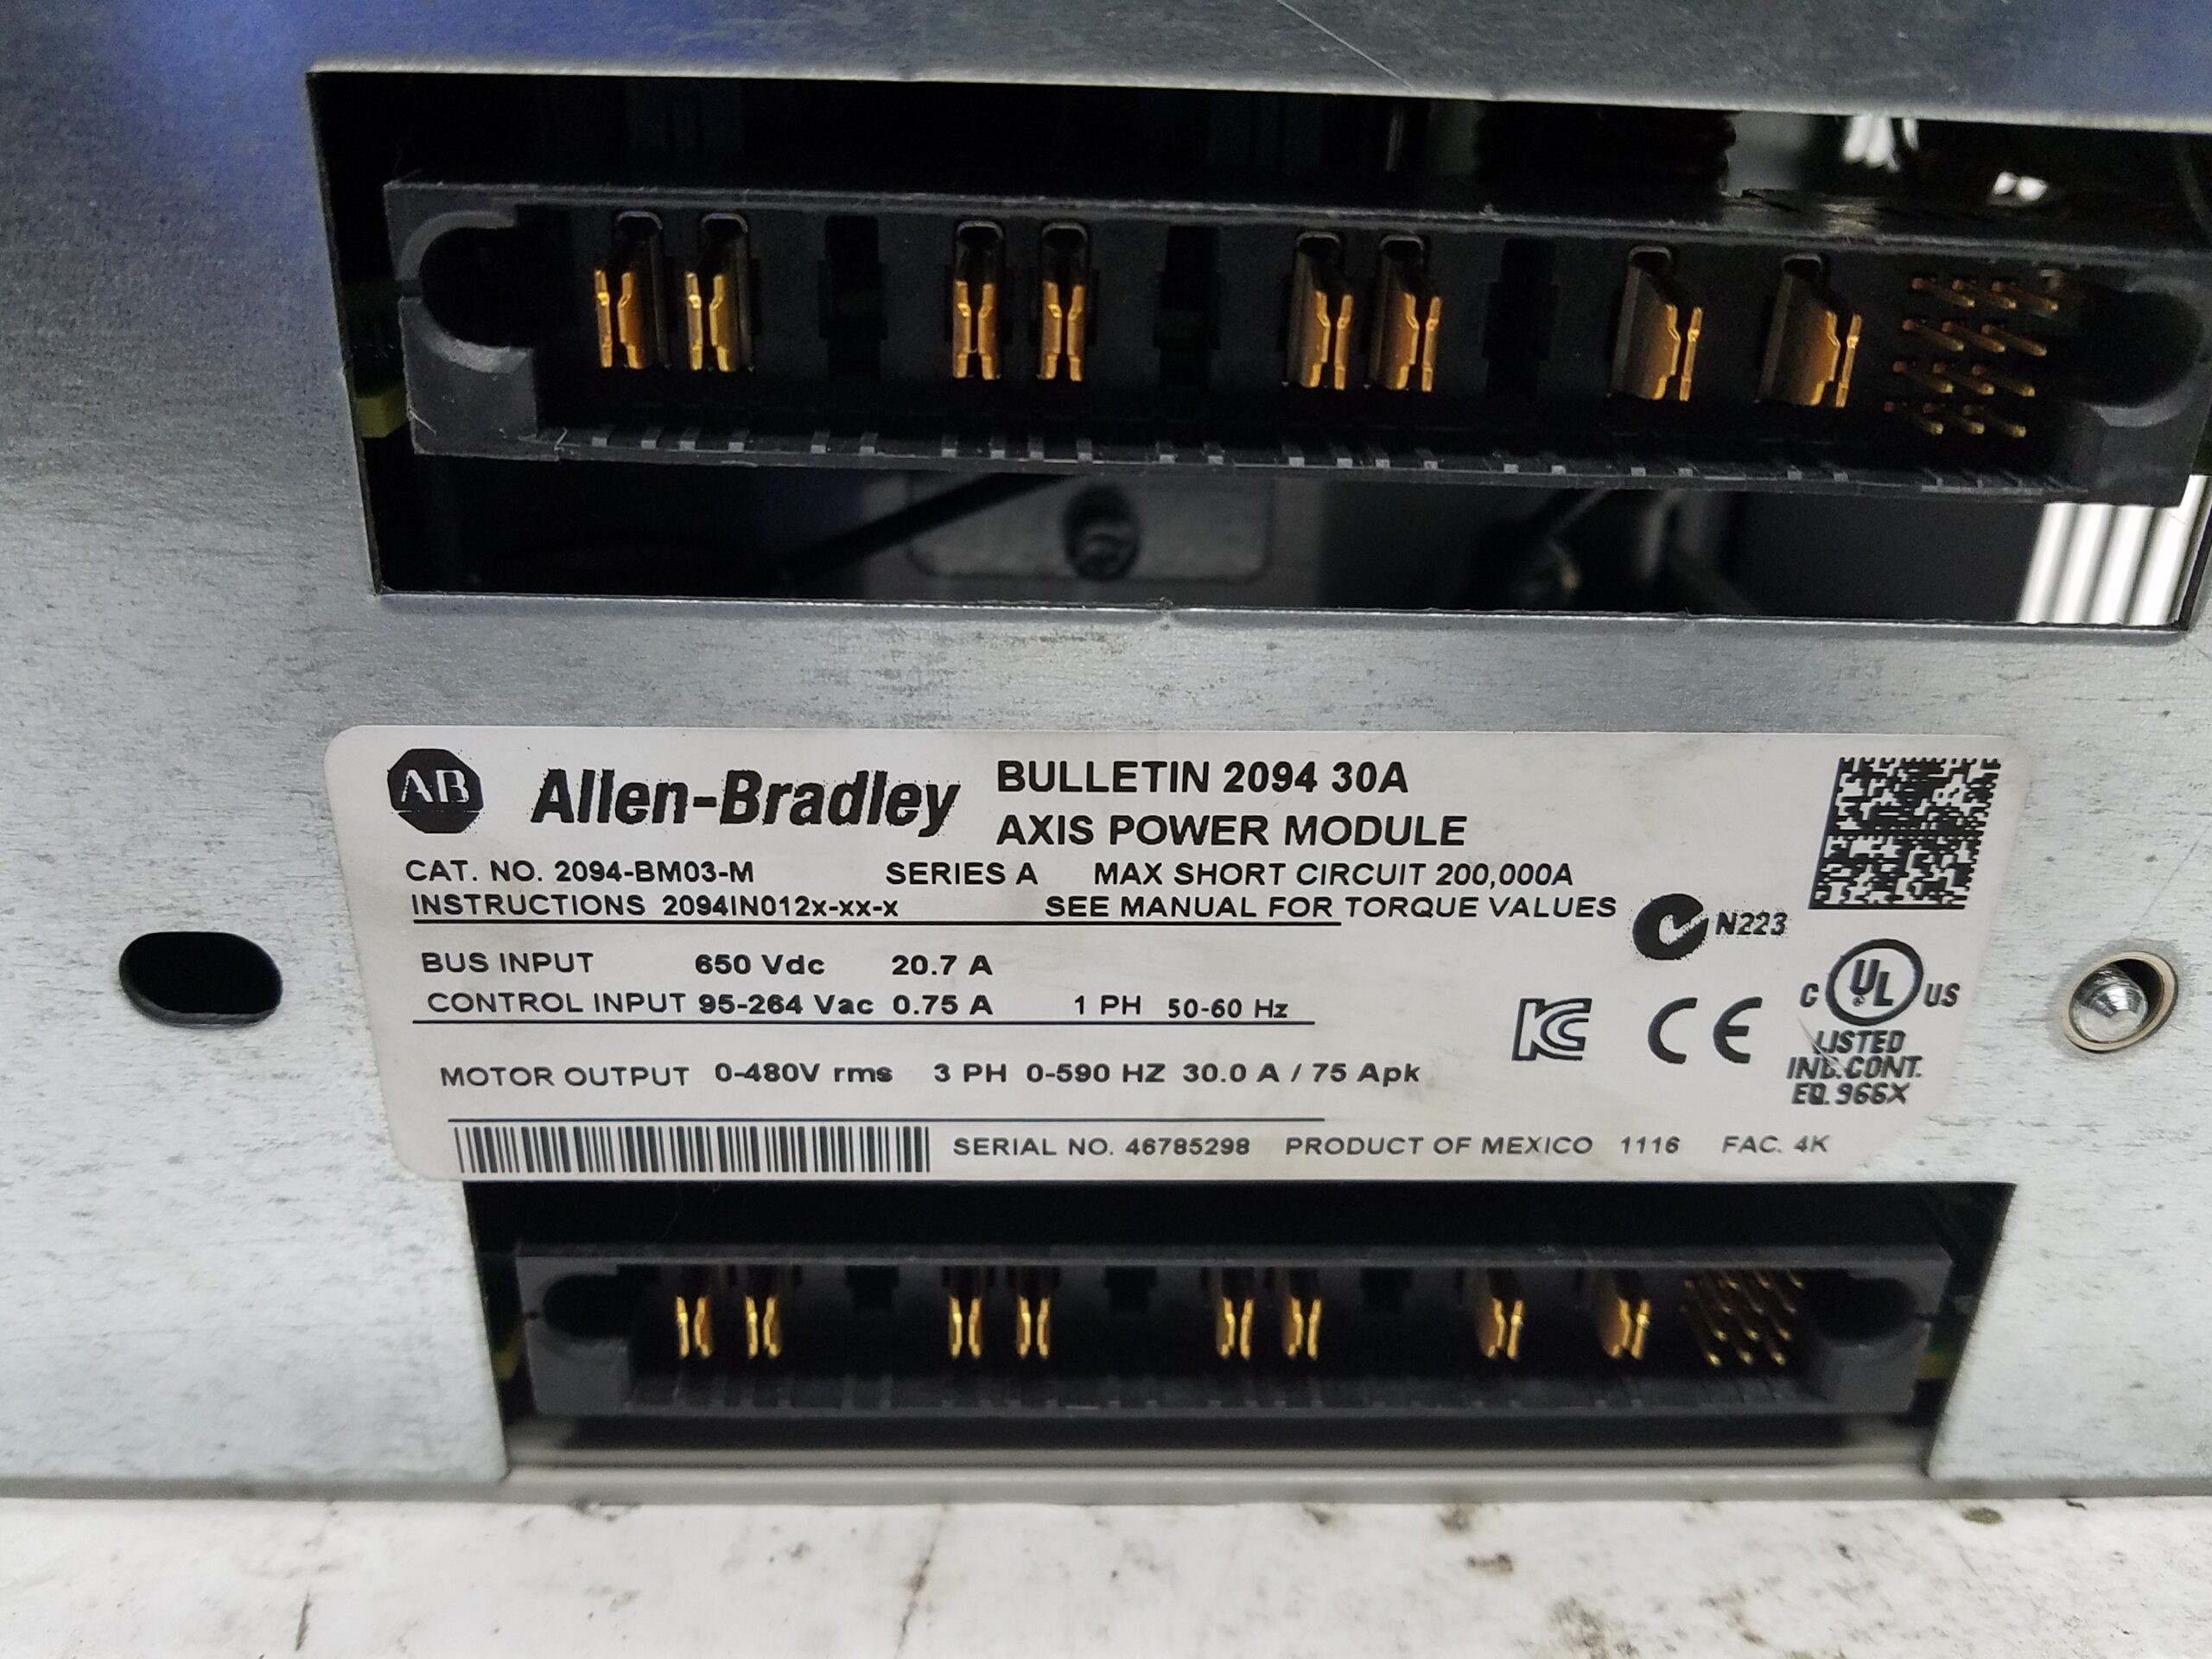 AB Allen-Bradley BULLETIN 2094 30A
AXIS POWER MODULE
CAT. NO. 2094-BM03-M SERIES A MAX SHORT CIRCUIT 200,000A
INSTRUCTIONS 2094IN012x-xx-x SEE MANUAL FOR TORQUE VALUES
N223
BUS INPUT 650 Vdc 20.7 A
CONTROL INPUT 95-264 Vac 0.75 A 1 PH 50-60 Hz
KC CE C UL US
LISTED
IND.CONT.
EQ. 966X
MOTOR OUTPUT 0-480V rms 3 PH 0-590 HZ 30.0 A / 75 Apk
SERIAL NO. 46785298 PRODUCT OF MEXICO 1116 FAC. 4K